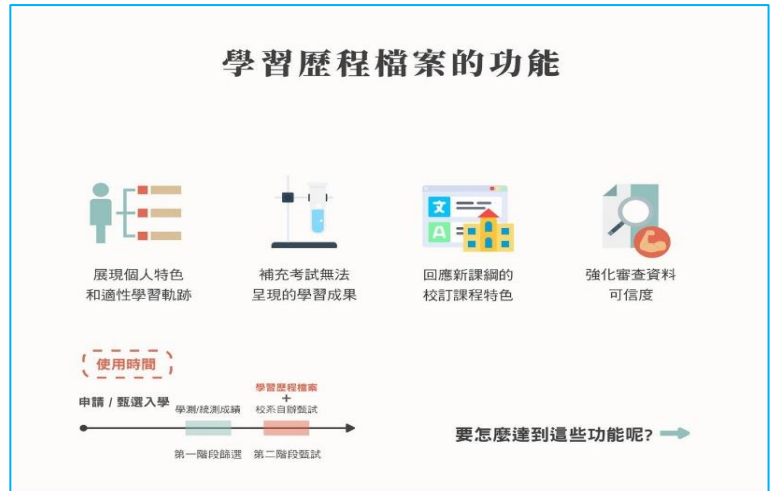 學習歷程檔案的功能
文
A
展現個人特色
和適性學習軌跡
補充考試無法
呈現的學習成果
回應新課綱的
校訂課程特色
強化審查資料
可信度
使用時間
申請 / 甄選入學
學測/統測成績
學習歷程檔案
+
校系自辦甄試
第一階段篩選
第二階段甄試
要怎麼達到這些功能呢?